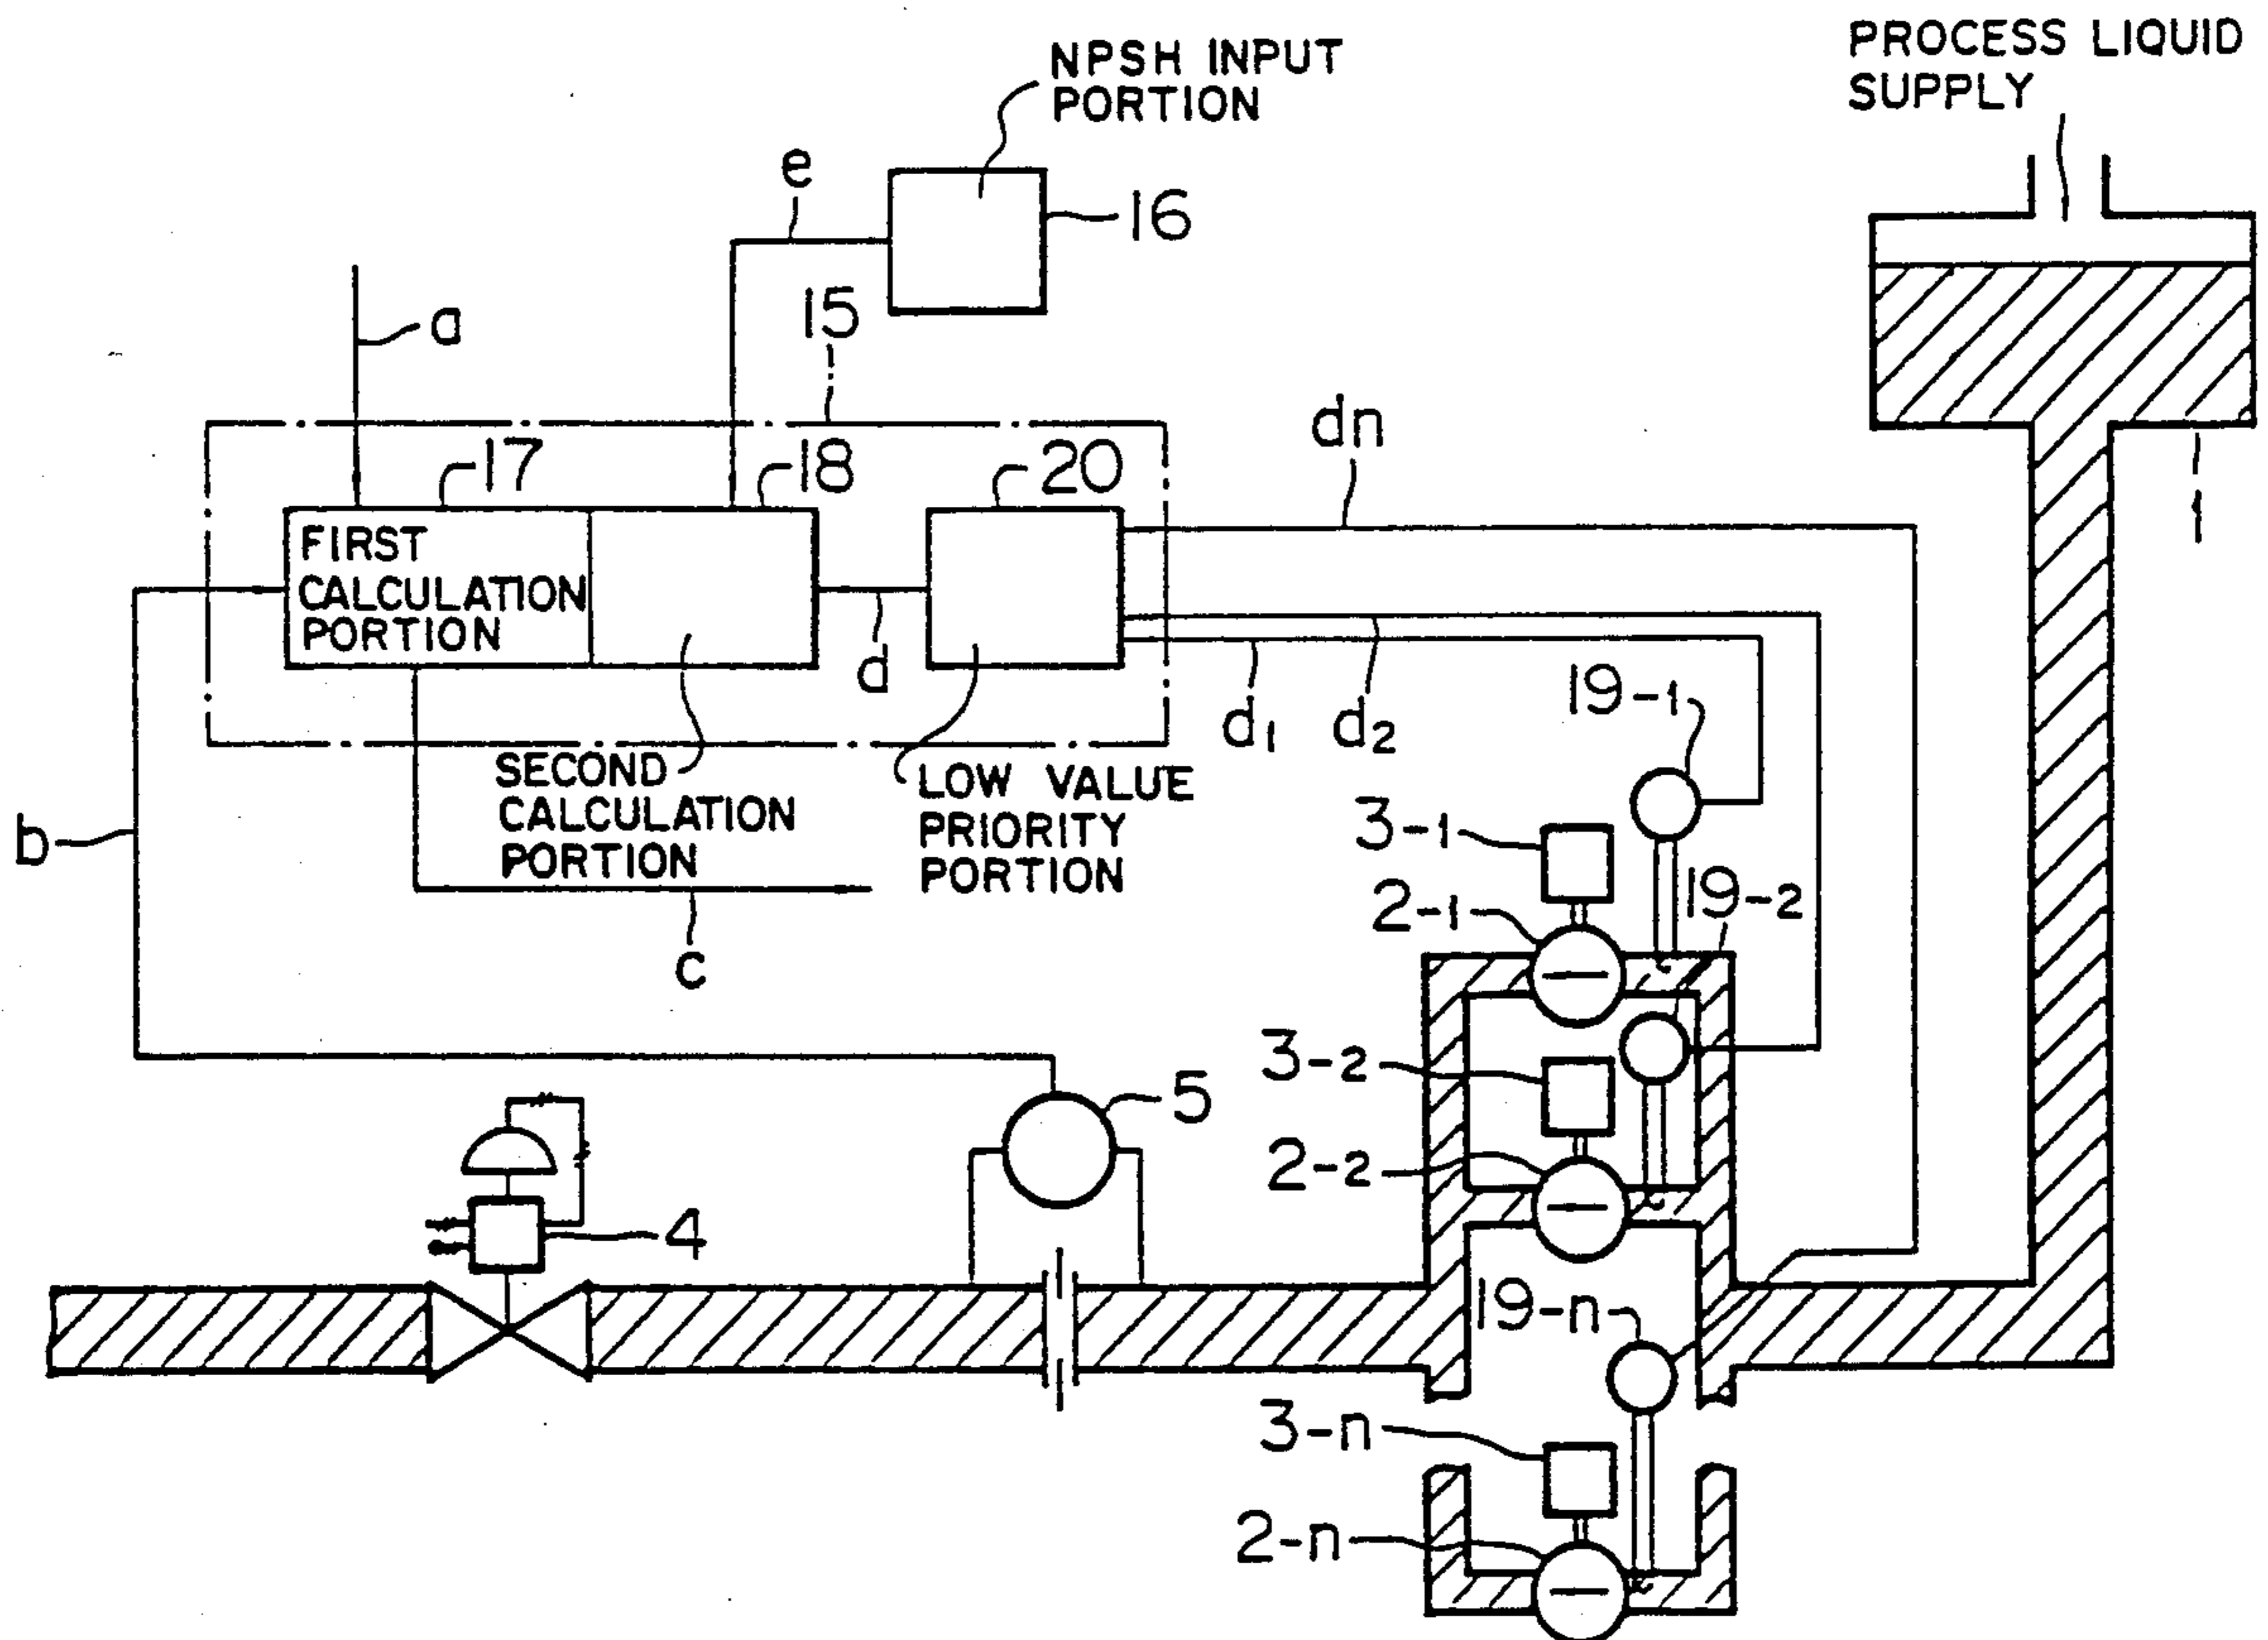 NPSH INPUT
PORTION
PROCESS LIQUID
SUPPLY
e
16
15
a
dn
17
18
20
1
FIRST
CALCULATION
PORTION
d
d1
d2
19-1
SECOND
CALCULATION
PORTION
LOW VALUE
PRIORITY
PORTION
b
3-1
2-1
19-2
c
3-2
5
2-2
4
19-n
3-n
2-n